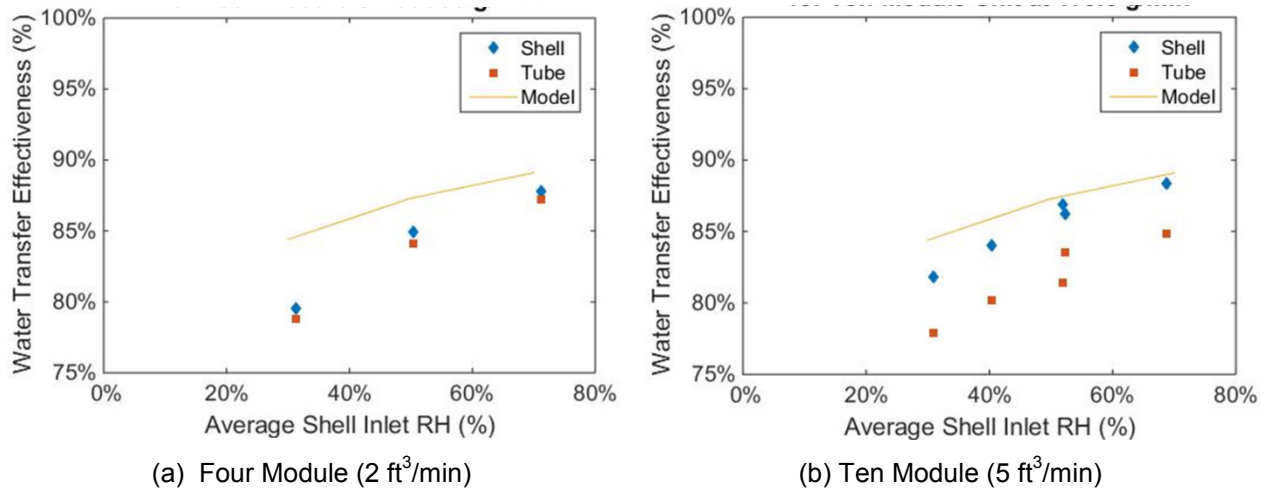 Water Transfer Effectiveness (%)
100%
95%
90%
85%
80%
75%
0%
20%
40%
60%
80%
Average Shell Inlet RH (%)
Shell
Tube
Model
(a) Four Module (2 ft³/min)
Water Transfer Effectiveness (%)
100%
95%
90%
85%
80%
75%
0%
20%
40%
60%
80%
Average Shell Inlet RH (%)
Shell
Tube
Model
(b) Ten Module (5 ft³/min)